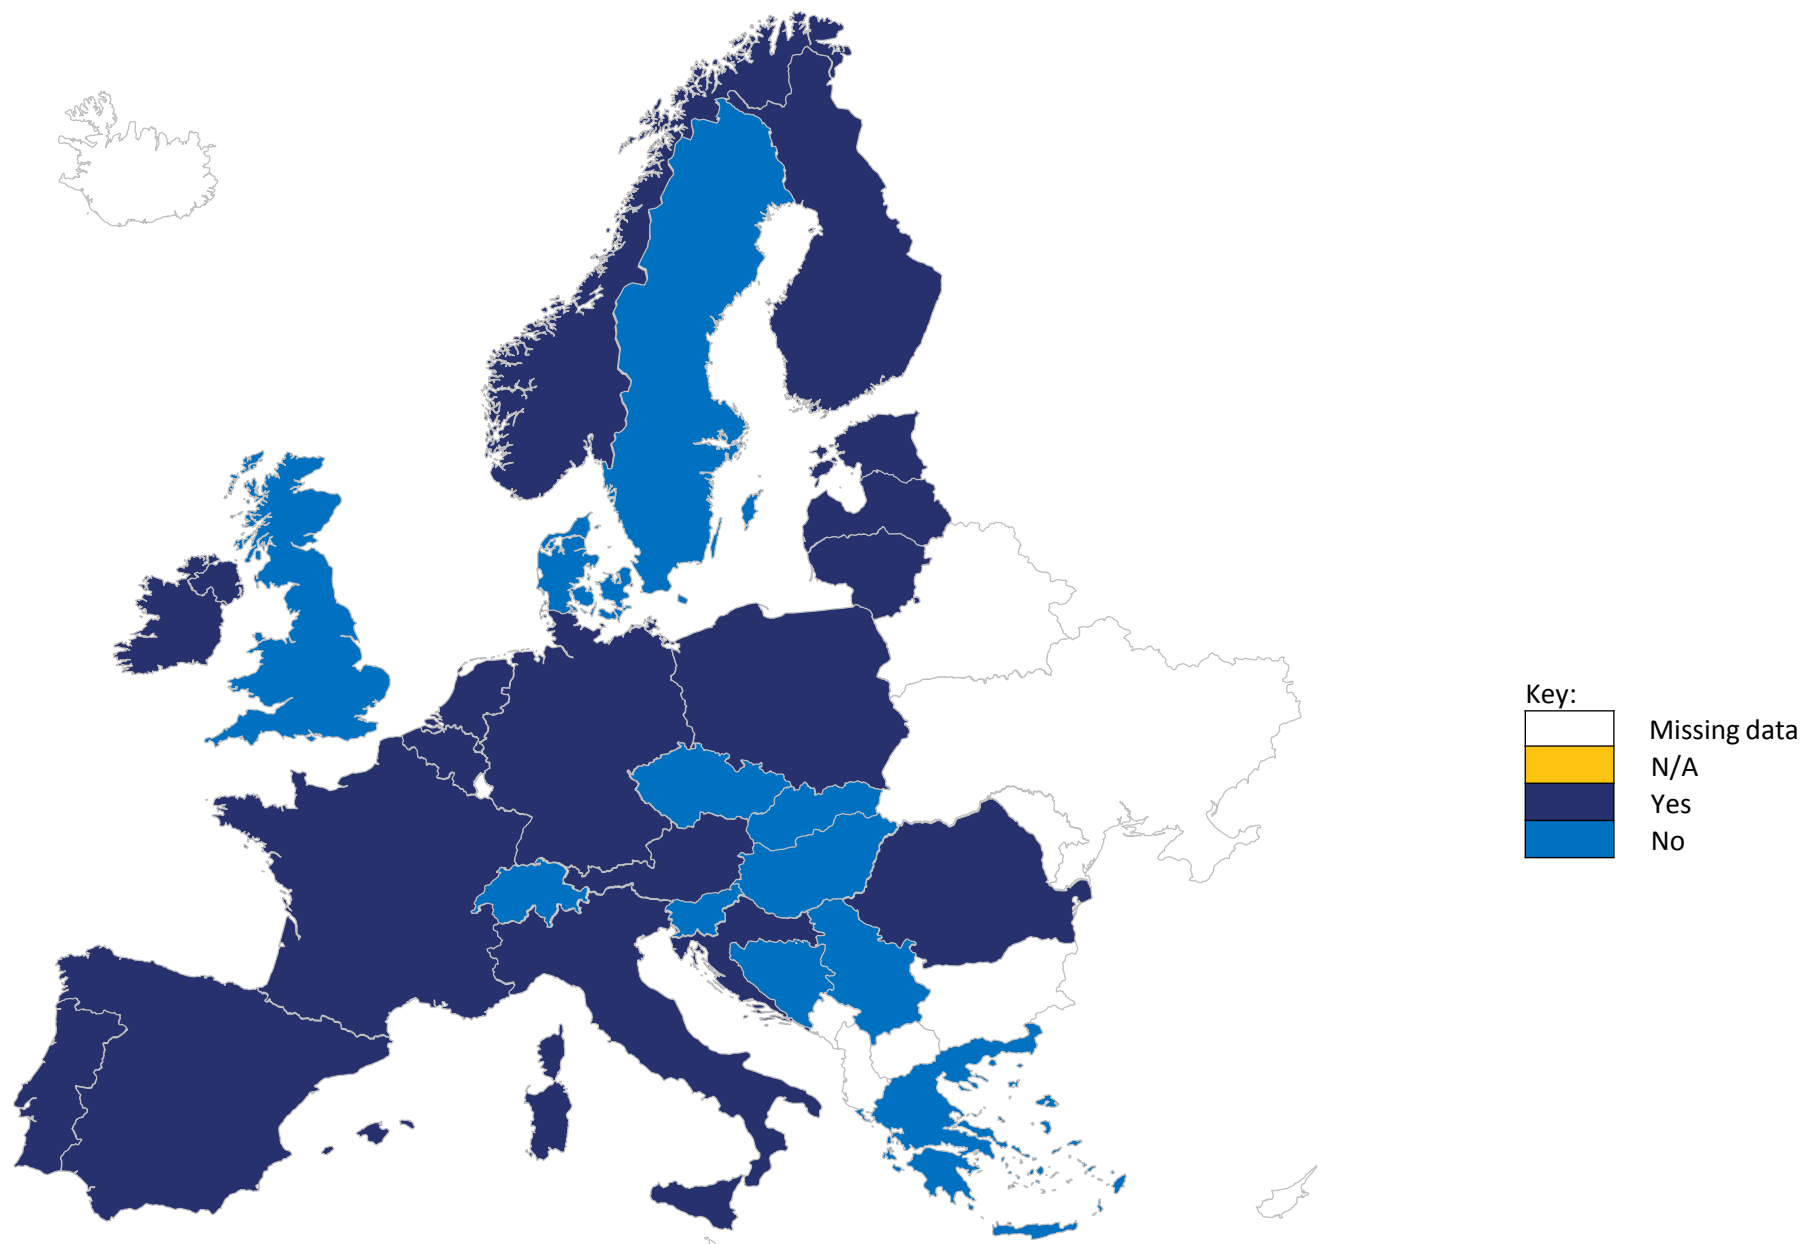 Key:
Missing data
N/A
Yes
No